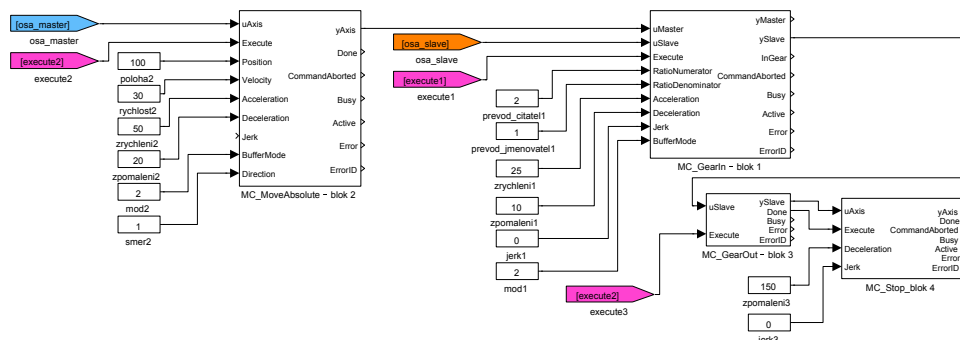 [osa_master]
osa_master
[execute2]
execute2
100
poloha2
30
rychlost2
50
zrychleni2
20
zpomaleni2
2
mod2
1
smer2
uAxis
Execute
Position
Velocity
Acceleration
Deceleration
Jerk
BufferMode
Direction
yAxis
Done
CommandAborted
Busy
Active
Error
ErrorID
MC_MoveAbsolute - blok 2
[osa_slave]
osa_slave
[execute1]
execute1
2
prevod_citatel1
1
prevod_jmenovatel1
25
zrychleni1
10
zpomaleni1
0
jerk1
2
mod1
uMaster
uSlave
Execute
RatioNumerator
RatioDenominator
Acceleration
Deceleration
Jerk
BufferMode
yMaster
ySlave
InGear
CommandAborted
Busy
Active
Error
ErrorID
MC_GearIn - blok 1
[execute2]
execute3
uSlave
Execute
ySlave
Done
Busy
Error
ErrorID
MC_GearOut - blok 3
150
zpomaleni3
0
jerk3
uAxis
Execute
Deceleration
Jerk
yAxis
Done
CommandAborted
Busy
Active
Error
ErrorID
MC_Stop_blok 4